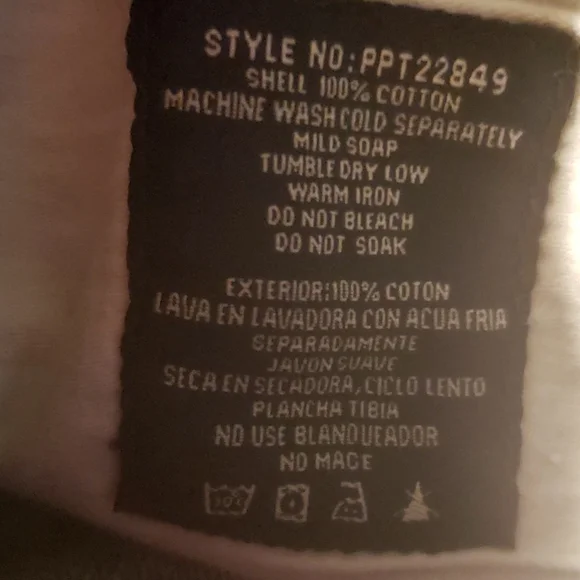 STYLE NO:PPT22849
SHELL 100% COTTON
MACHINE WASH COLD SEPARATELY
MILD SOAP
TUMBLE DRY LOW
WARM IRON
DO NOT BLEACH
DO NOT SOAK
EXTERIOR:100% COTON
LAVA EN LAVADORA CON ACUA FRIA
SEPARADAMENTE
JAVON SUAVE
SECA EN SECADORA, CICLO LENTO
PLANCHA TIBIA
NO USE BLANQUEADOR
NO MACE